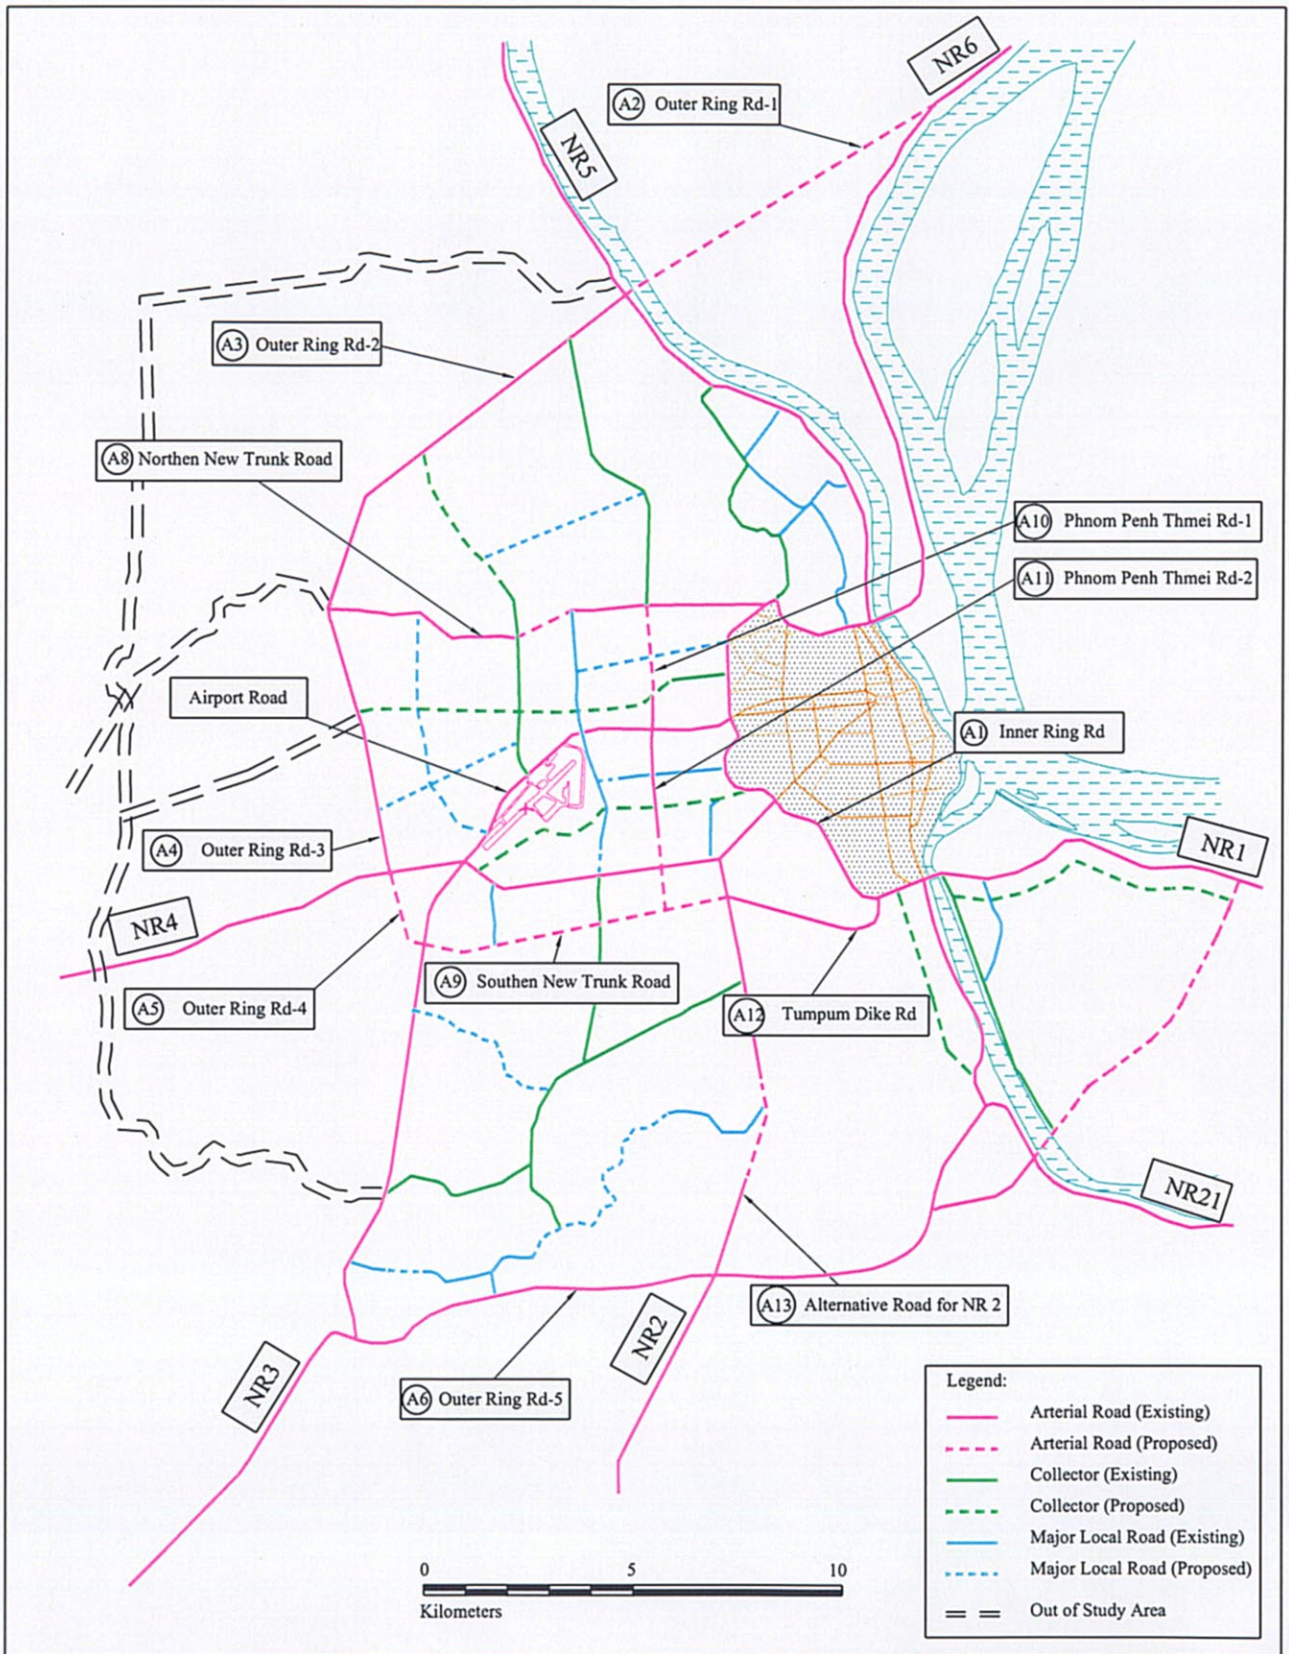 NR6
A2 Outer Ring Rd-1
NR5
A3 Outer Ring Rd-2
A8 Northen New Trunk Road
A10 Phnom Penh Thmei Rd-1
A11 Phnom Penh Thmei Rd-2
Airport Road
A1 Inner Ring Rd
A4 Outer Ring Rd-3
NR1
NR4
A9 Southen New Trunk Road
A5 Outer Ring Rd-4
A12 Tumpum Dike Rd
NR21
A13 Alternative Road for NR 2
NR2
NR3
A6 Outer Ring Rd-5
Legend:
Arterial Road (Existing)
Arterial Road (Proposed)
Collector (Existing)
Collector (Proposed)
Major Local Road (Existing)
Major Local Road (Proposed)
Out of Study Area
0 5 10
Kilometers